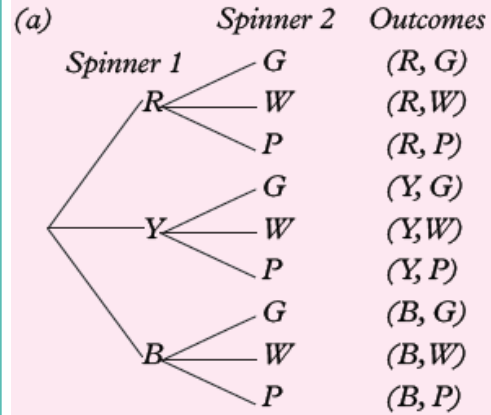 (a) Spinner 2 Outcomes
Spinner 1
G (R, G)
R W (R,W)
P (R, P)
G (Y, G)
Y W (Y,W)
P (Y, P)
G (B, G)
B W (B,W)
P (B, P)